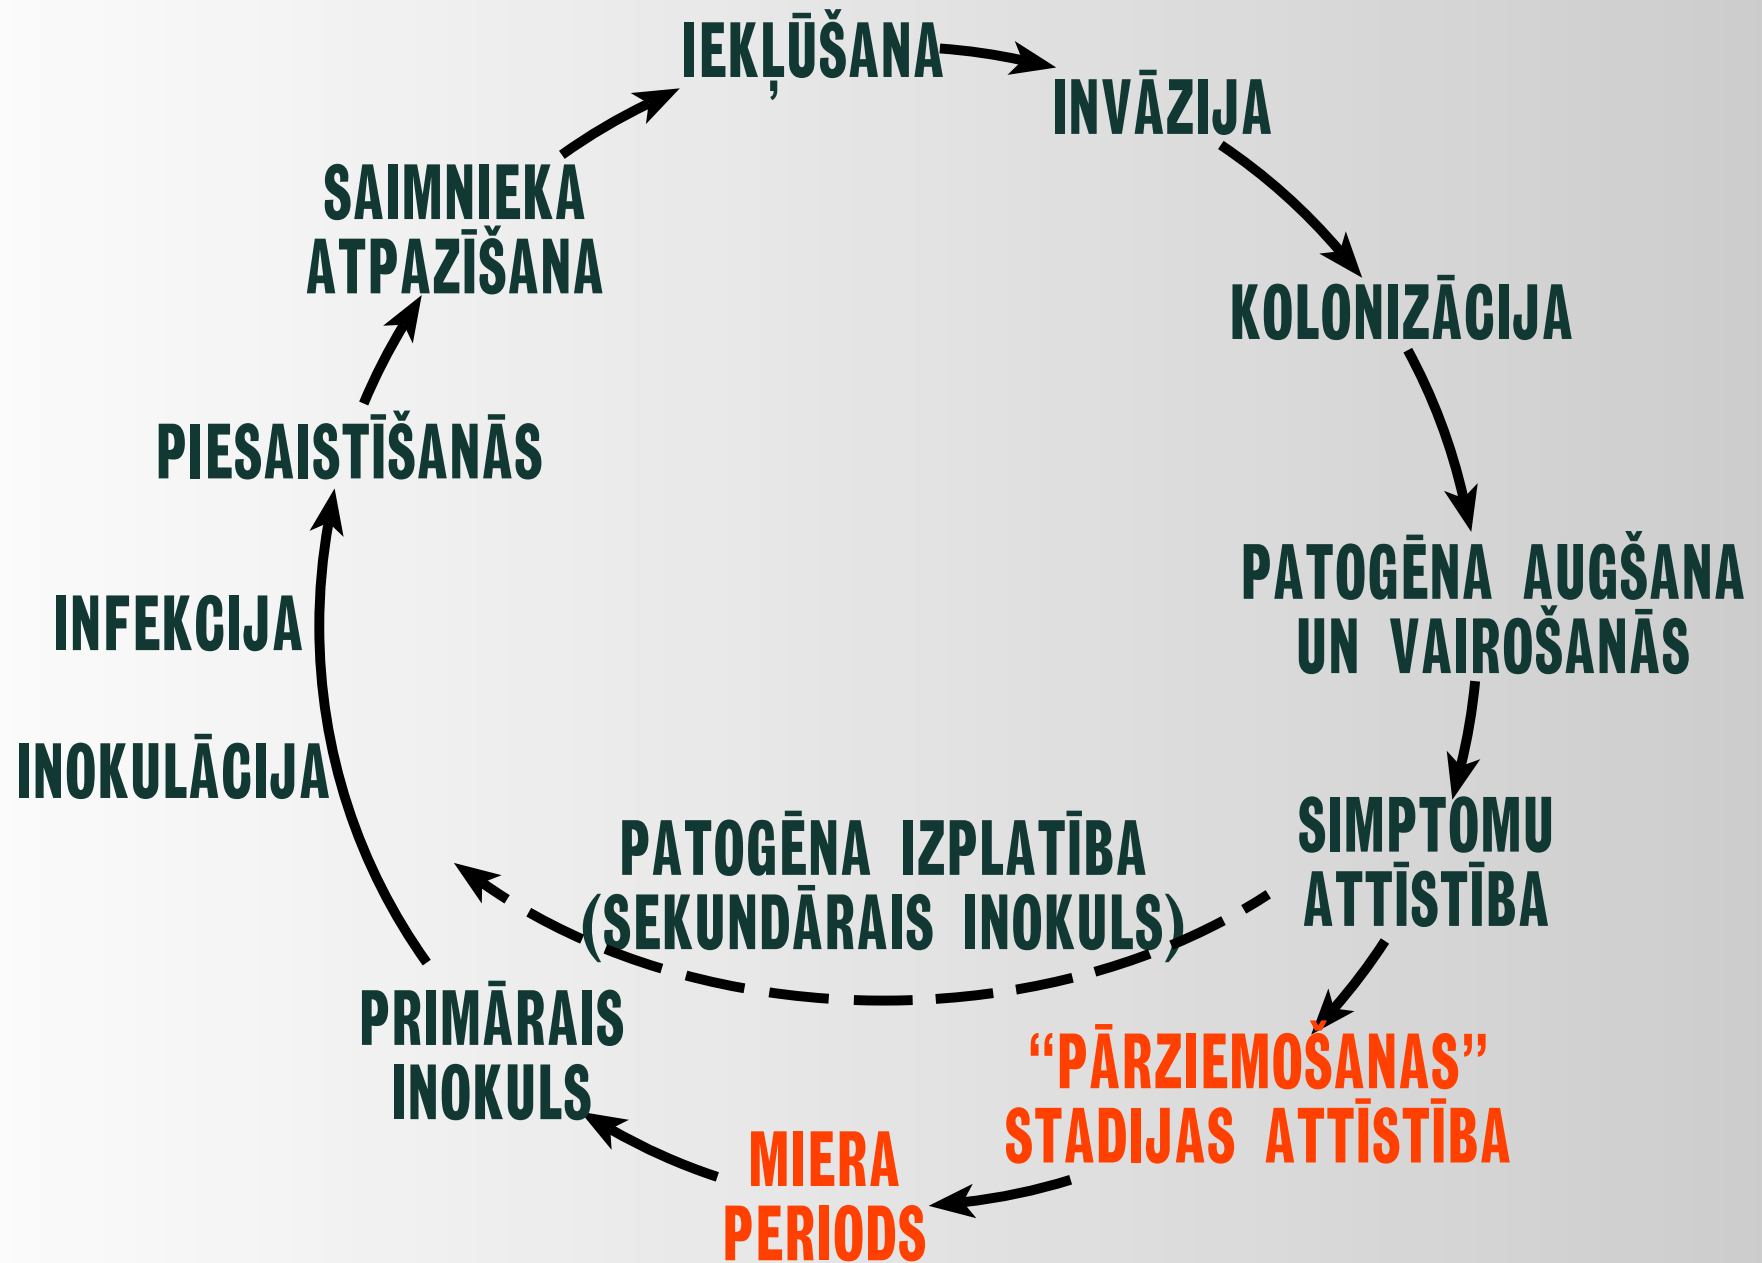 IEKĻŪŠANA
INVĀZIJA
SAIMNIEKA
ATPAZĪŠANA
KOLONIZĀCIJA
PIESAISTĪŠANĀS
PATOGĒNA AUGŠANA
UN VAIROŠANĀS
INFEKCIJA
INOKULĀCIJA
SIMPTOMU
ATTĪSTĪBA
PATOGĒNA IZPLATĪBA
(SEKUNDĀRAIS INOKULS)
PRIMĀRAIS
INOKULS
“PĀRZIEMOŠANAS”
STADIJAS ATTĪSTĪBA
MIERA
PERIODS